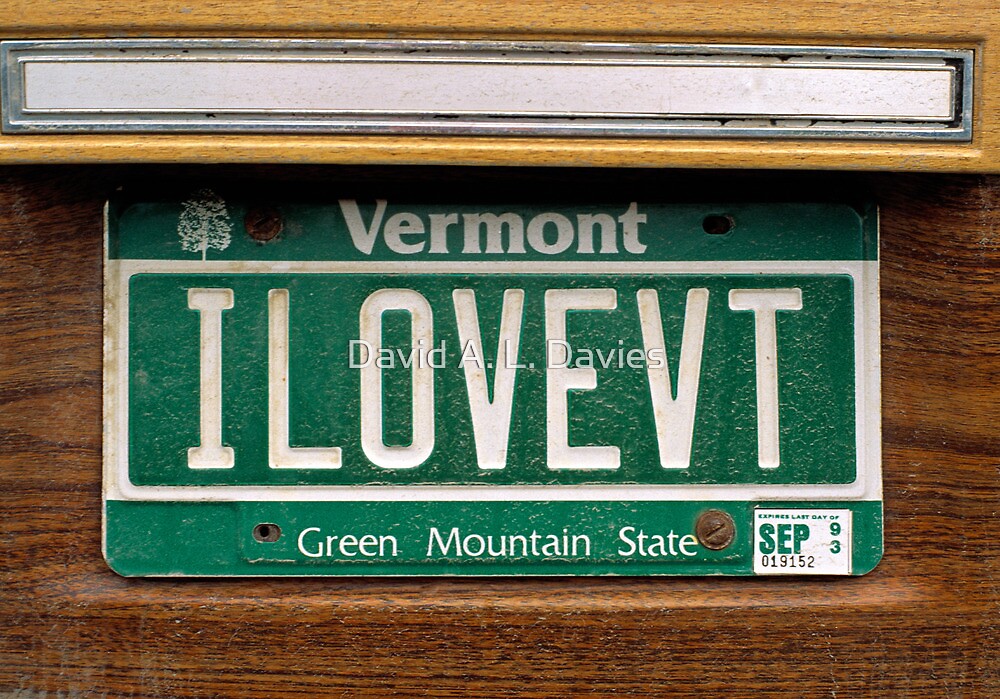 Vermont
ILOVEVT
David A. L. Davies
Green Mountain State
EXPIRES LAST DAY OF
SEP 93
019152